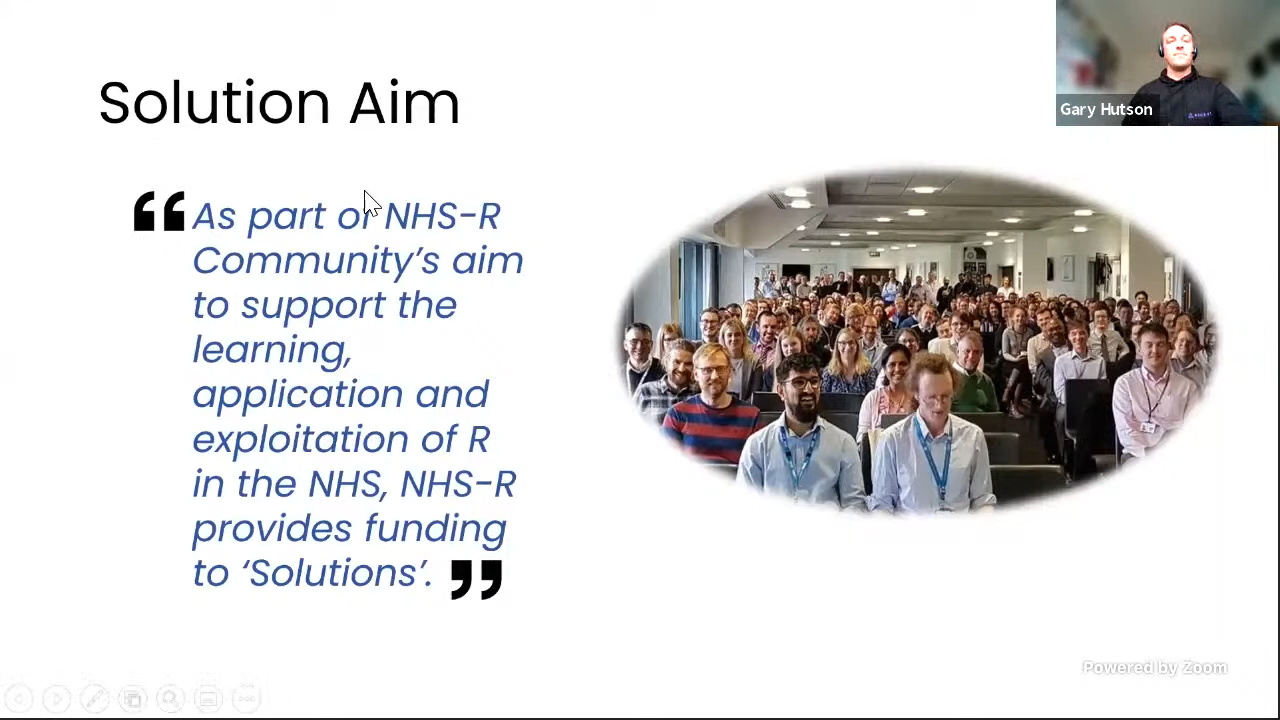 Solution Aim
Gary Hutson
“ As part of NHS-R
Community’s aim
to support the
learning,
application and
exploitation of R
in the NHS, NHS-R
provides funding
to ‘Solutions’. ”
Powered by Zoom